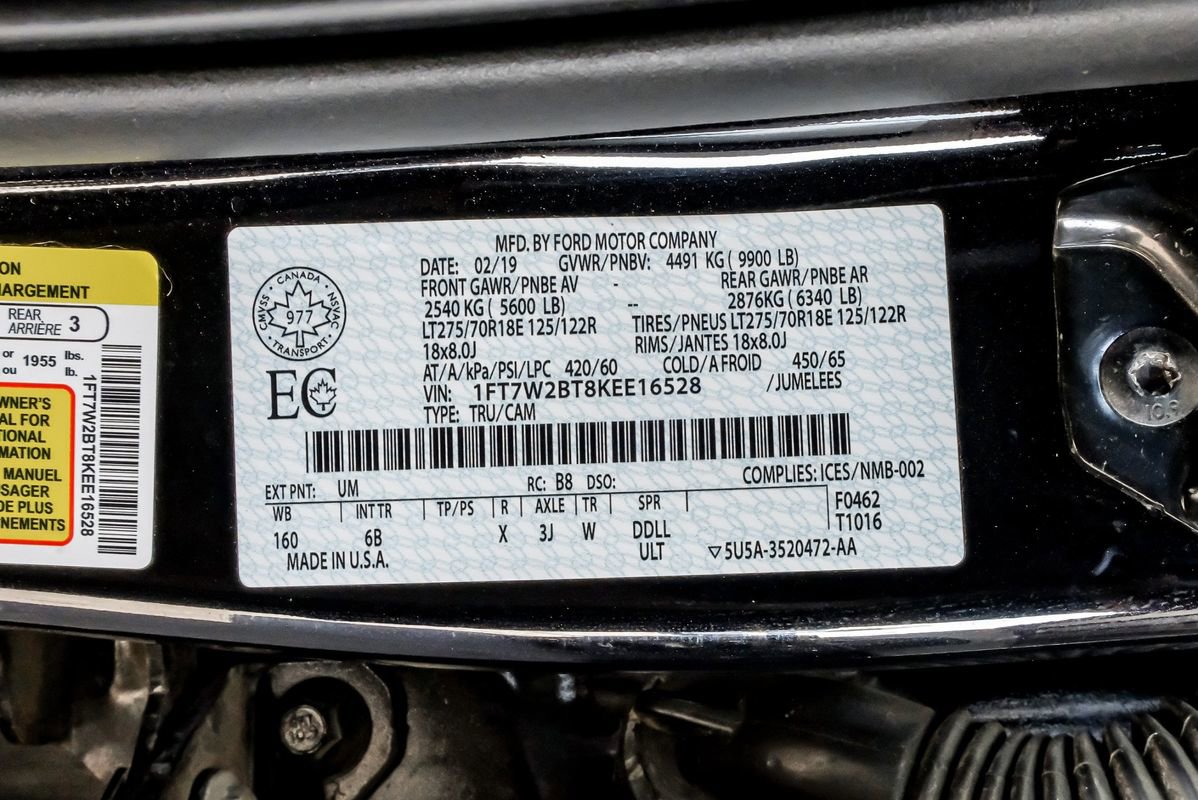 ON
HARGEMENT
REAR
ARRIÈRE 3
or 1955 lbs.
ou lb.
WNER'S
AL FOR
TIONAL
MATION
MANUEL
SAGER
DE PLUS
NEMENTS
1FT7W2BT8KEE16528
MFD. BY FORD MOTOR COMPANY
DATE: 02/19 GVWR/PNBV: 4491 KG ( 9900 LB)
FRONT GAWR/PNBE AV - REAR GAWR/PNBE AR
2540 KG ( 5600 LB) -- 2876KG ( 6340 LB)
LT275/70R18E 125/122R TIRES/PNEUS LT275/70R18E 125/122R
18x8.0J RIMS/JANTES 18x8.0J
AT/A/kPa/PSI/LPC 420/60 COLD/A FROID 450/65
VIN: 1FT7W2BT8KEE16528 /JUMELEES
TYPE: TRU/CAM
CANADA
CMVSS NSVAC
977
TRANSPORT
EC
COMPLIES: ICES/NMB-002
EXT PNT: UM RC: B8 DSO:
WB INT TR TP/PS R AXLE TR SPR F0462
160 6B X 3J W DDLL T1016
MADE IN U.S.A. ULT ▽5U5A-3520472-AA
10.9